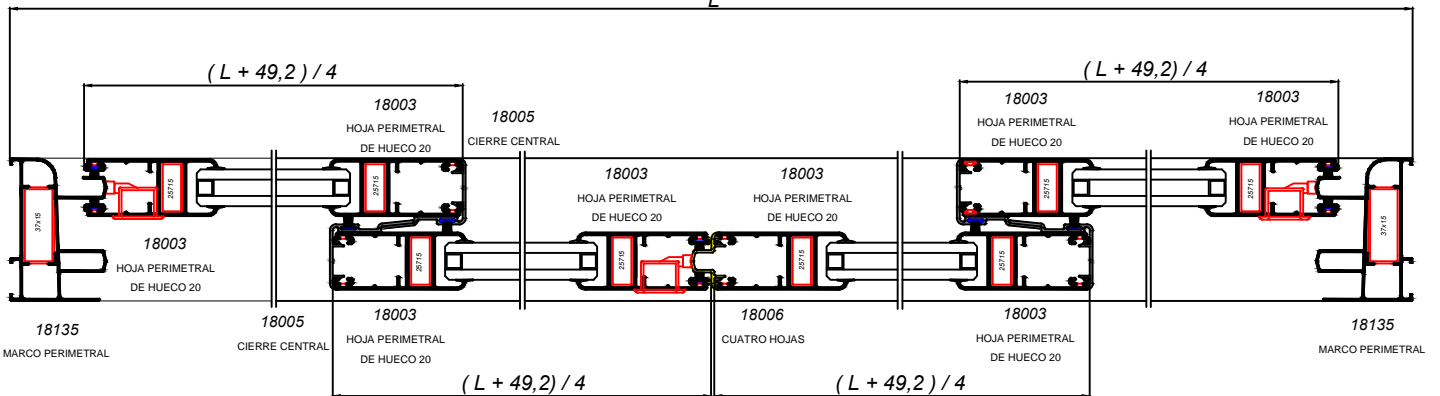 L
( L + 49,2 ) / 4
( L + 49,2) / 4
18003
HOJA PERIMETRAL
DE HUECO 20
18005
CIERRE CENTRAL
18003
HOJA PERIMETRAL
DE HUECO 20
18003
HOJA PERIMETRAL
DE HUECO 20
18003
HOJA PERIMETRAL
DE HUECO 20
18003
HOJA PERIMETRAL
DE HUECO 20
25715
25715
25715
25715
37x15
37x15
18003
HOJA PERIMETRAL
DE HUECO 20
25715
25715
25715
25715
18135
MARCO PERIMETRAL
18005
CIERRE CENTRAL
18003
HOJA PERIMETRAL
DE HUECO 20
18006
CUATRO HOJAS
18003
HOJA PERIMETRAL
DE HUECO 20
18135
MARCO PERIMETRAL
( L + 49,2) / 4
( L + 49,2 ) / 4